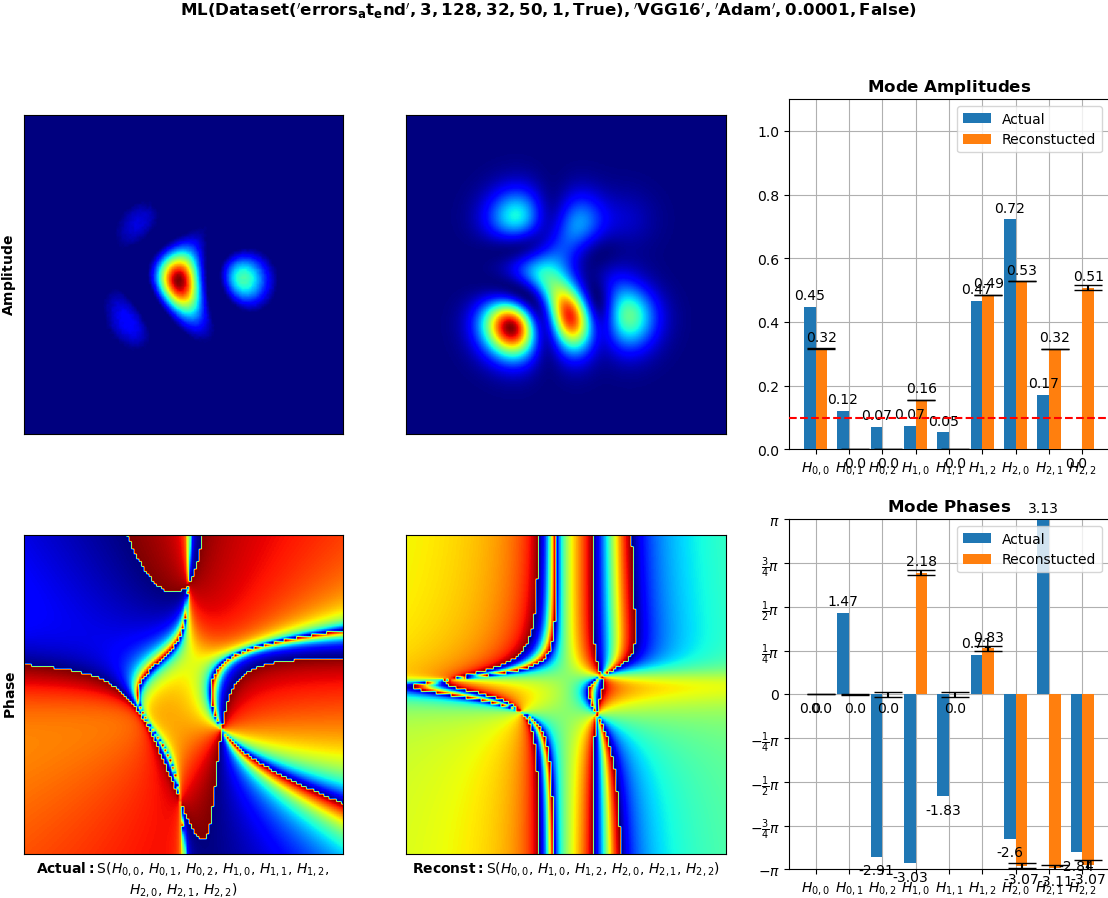 ML(Dataset('errors_at_end', 3, 128, 32, 50, 1, True), 'VGG16', 'Adam', 0.0001, False)
Amplitude
Mode Amplitudes
Actual
Reconstucted
1.0
0.8
0.6
0.4
0.2
0.0
0.45
0.12
0.07
0.07
0.05
0.47
0.72
0.17
0.0
0.32
0.0
0.0
0.16
0.0
0.49
0.53
0.32
0.51
H0,0 H0,1 H0,2 H1,0 H1,1 H1,2 H2,0 H2,1 H2,2
Phase
Mode Phases
Actual
Reconstucted
π
3/4π
1/2π
1/4π
0
−1/4π
−1/2π
−3/4π
−π
0.0
1.47
-2.91
-3.03
-1.83
-2.6
3.13
-2.84
0.0
0.0
0.0
2.18
0.0
0.83
-3.07
-3.11
-3.07
H0,0 H0,1 H0,2 H1,0 H1,1 H1,2 H2,0 H2,1 H2,2
Actual: S(H0,0, H0,1, H0,2, H1,0, H1,1, H1,2,
H2,0, H2,1, H2,2)
Reconst: S(H0,0, H1,0, H1,2, H2,0, H2,1, H2,2)